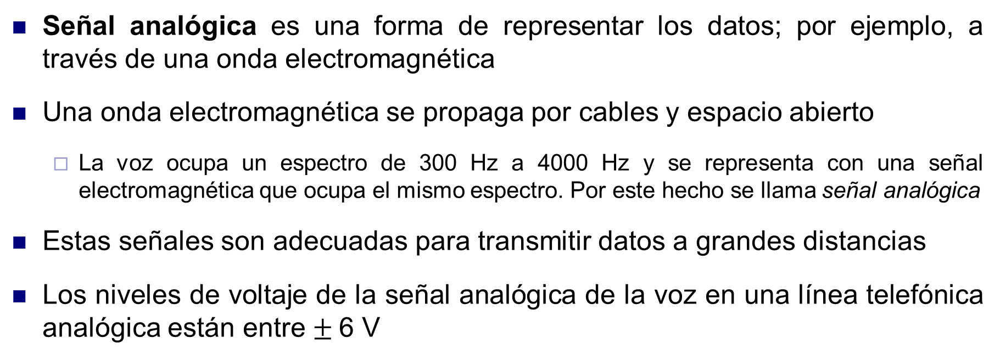 Señal analógica es una forma de representar los datos; por ejemplo, a
través de una onda electromagnética
Una onda electromagnética se propaga por cables y espacio abierto
La voz ocupa un espectro de 300 Hz a 4000 Hz y se representa con una señal
electromagnética que ocupa el mismo espectro. Por este hecho se llama señal analógica
Estas señales son adecuadas para transmitir datos a grandes distancias
Los niveles de voltaje de la señal analógica de la voz en una línea telefónica
analógica están entre ± 6 V